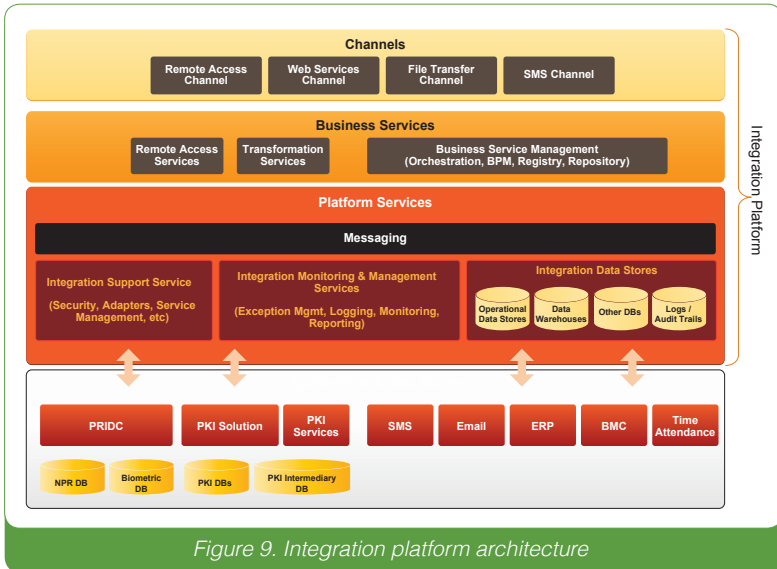 Channels
Remote Access
Channel
Web Services
Channel
File Transfer
Channel
SMS Channel
Business Services
Remote Access
Services
Transformation
Services
Business Service Management
(Orchestration, BPM, Registry, Repository)
Platform Services
Messaging
Integration Support Service
(Security, Adapters, Service
Management, etc)
Integration Monitoring & Management
Services
(Exception Mgmt, Logging, Monitoring,
Reporting)
Integration Data Stores
Operational
Data Stores
Data
Warehouses
Other DBs
Logs /
Audit Trails
Integration Platform
PRIDC
PKI Solution
PKI
Services
SMS
Email
ERP
BMC
Time
Attendance
NPR DB
Biometric
DB
PKI DBs
PKI Intermediary
DB
Figure 9. Integration platform architecture